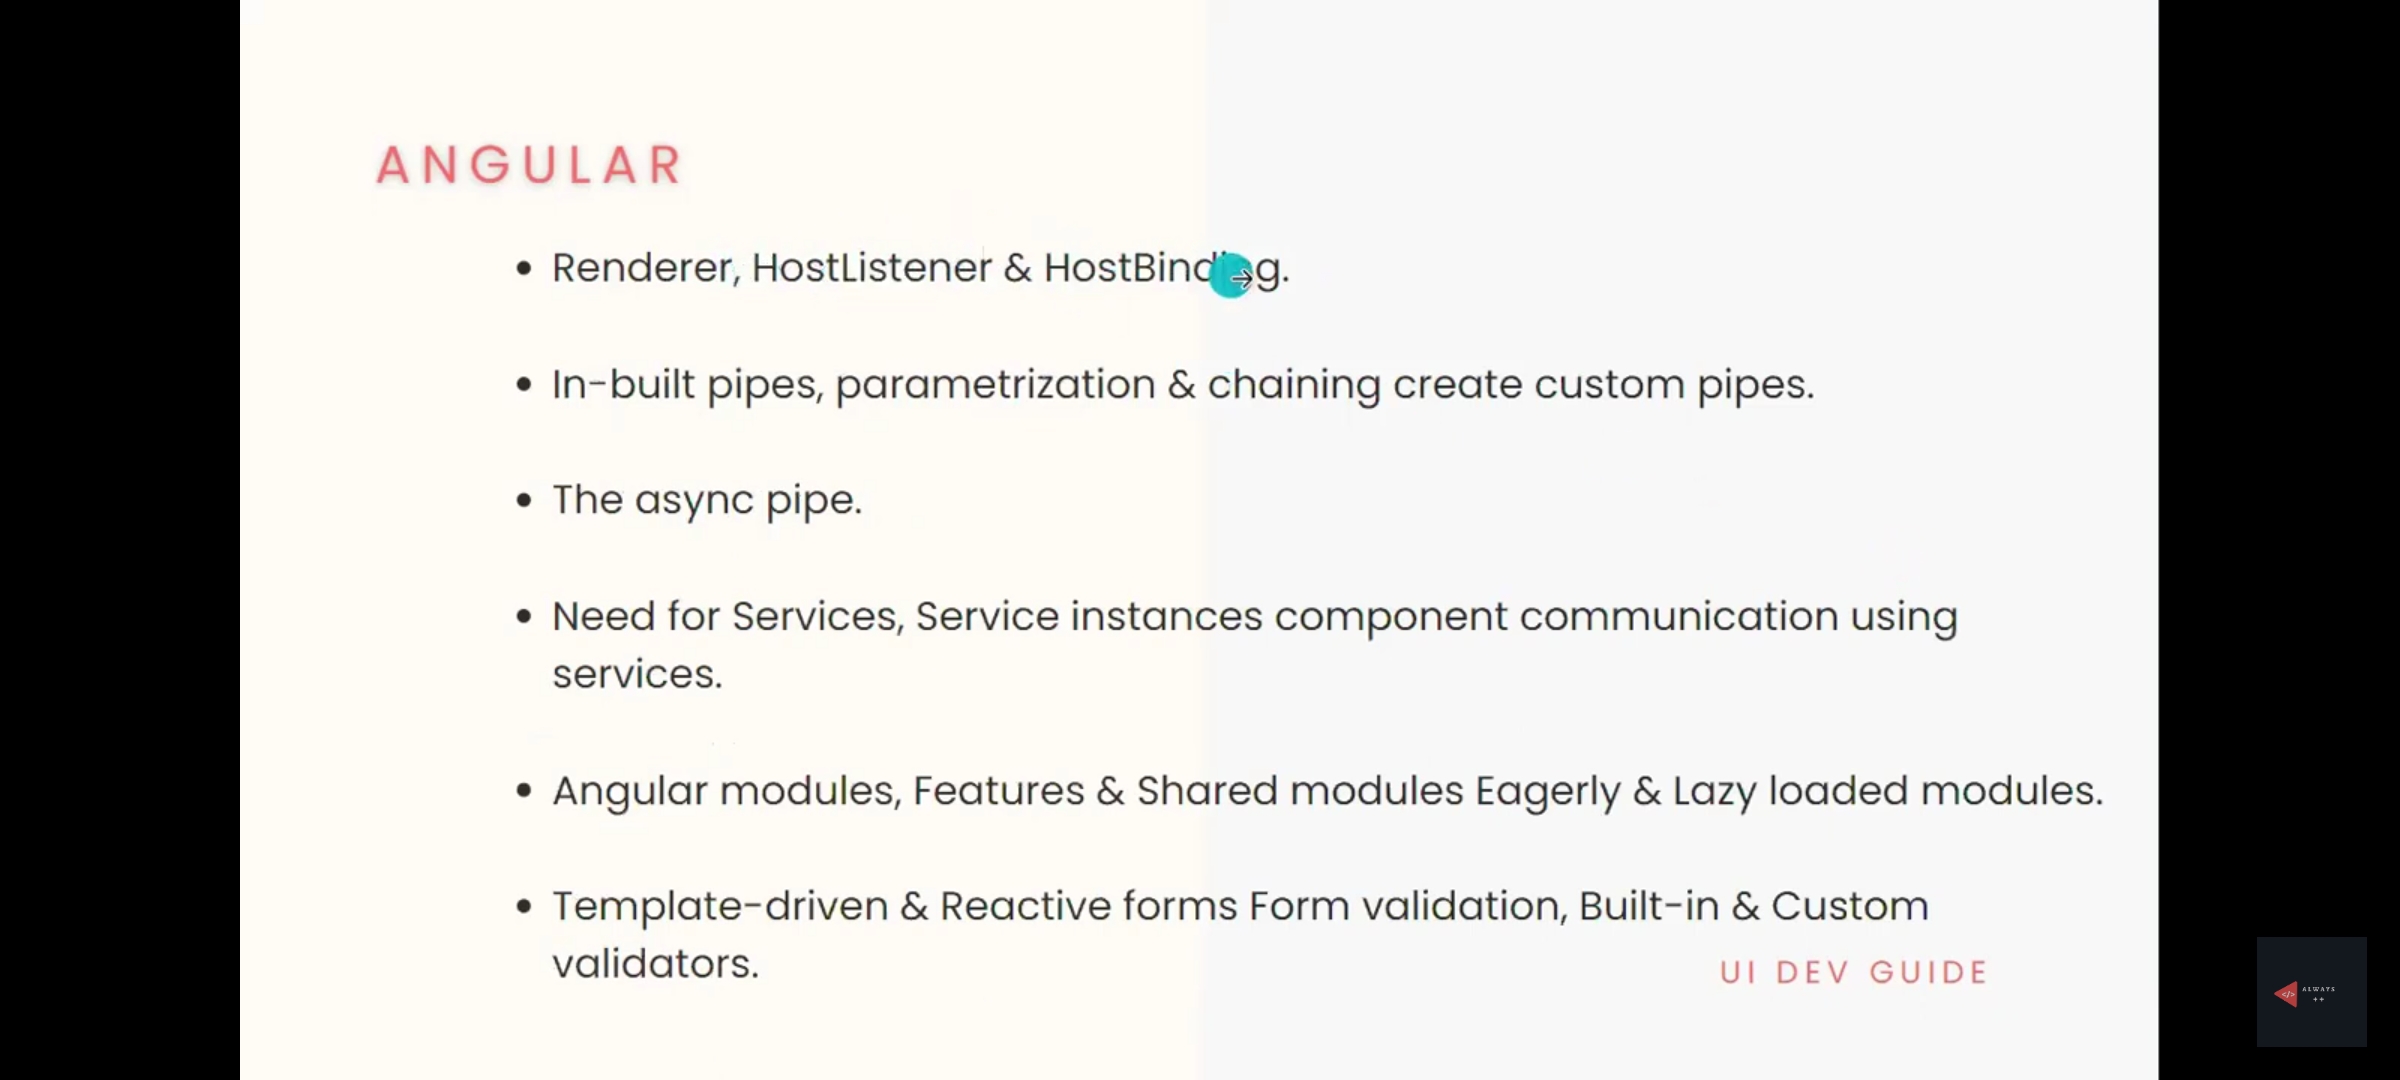 ANGULAR
• Renderer, HostListener & HostBinding.
• In-built pipes, parametrization & chaining create custom pipes.
• The async pipe.
• Need for Services, Service instances component communication using
services.
• Angular modules, Features & Shared modules Eagerly & Lazy loaded modules.
• Template-driven & Reactive forms Form validation, Built-in & Custom
validators.
UI DEV GUIDE
</> ALWAYS
++